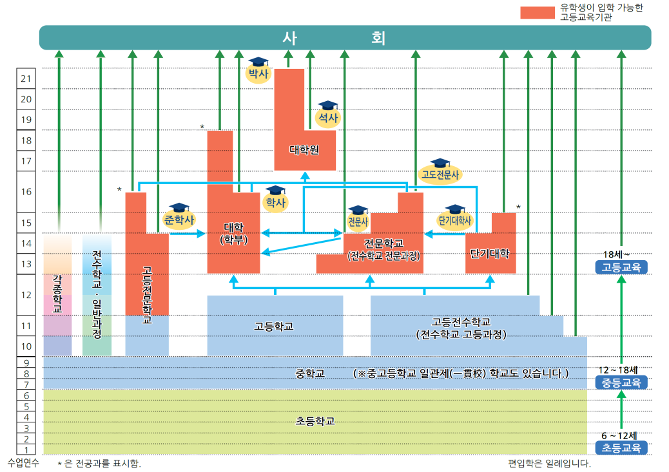 유학생이 입학 가능한
고등교육기관
사 회
21
박사
20
19
석사
*
18
대학원
17
고도전문사
16
*
학사
15
준학사
전문사
단기대학사
*
대학
(학부)
14
전문학교
(전수학교 전문과정)
단기대학
18세~
고등교육
13
각종학교
전수학교 일반과정
고등전문학교
12
고등학교
고등전수학교
(전수학교 고등과정)
11
10
9
8
중학교 (※중고등학교 일관제(一貫校) 학교도 있습니다.)
12~18세
중등교육
7
6
5
4
초등학교
3
2
6~12세
초등교육
1
수업연수
* 은 전공과를 표시함.
편입학은 일례입니다.